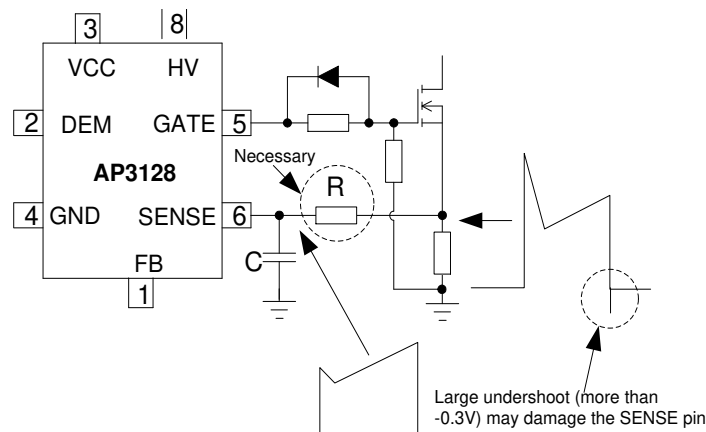 3
8
VCC
HV
2
DEM
GATE
5
Necessary
AP3128
R
4
GND
SENSE
6
C
FB
1
Large undershoot (more than
-0.3V) may damage the SENSE pin